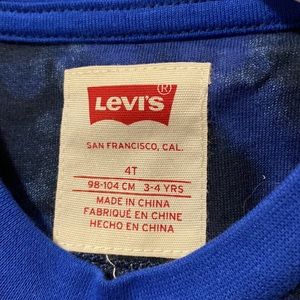 LEVI'S ®
SAN FRANCISCO, CAL.
4T
98-104 CM 3-4 YRS
MADE IN CHINA
FABRIQUÉ EN CHINE
HECHO EN CHINA